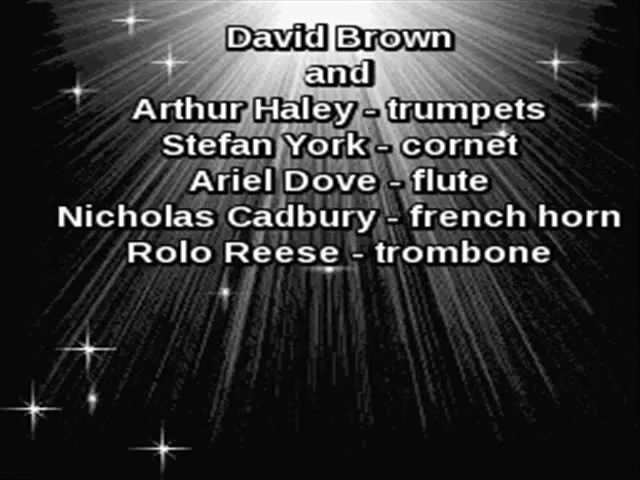 David Brown
and
Arthur Haley - trumpets
Stefan York - cornet
Ariel Dove - flute
Nicholas Cadbury - french horn
Rolo Reese - trombone